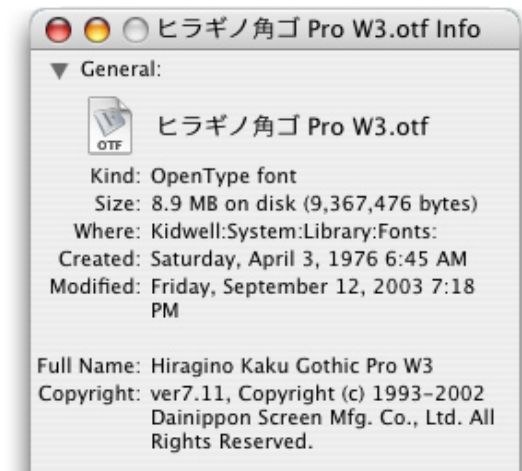 ヒラギノ角ゴ Pro W3.otf Info
General:
OTF
ヒラギノ角ゴ Pro W3.otf
Kind: OpenType font
Size: 8.9 MB on disk (9,367,476 bytes)
Where: Kidwell:System:Library:Fonts:
Created: Saturday, April 3, 1976 6:45 AM
Modified: Friday, September 12, 2003 7:18
PM
Full Name: Hiragino Kaku Gothic Pro W3
Copyright: ver7.11, Copyright (c) 1993–2002
Dainippon Screen Mfg. Co., Ltd. All
Rights Reserved.